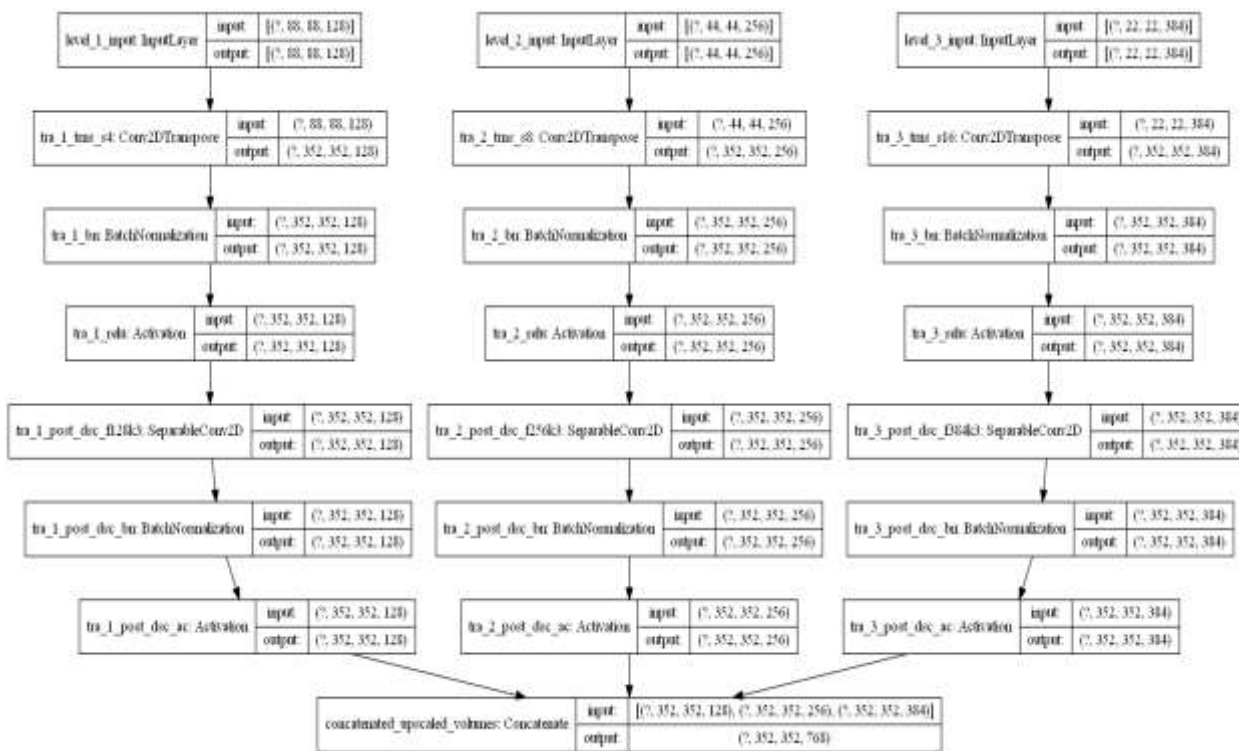 level_1_input: InputLayer
input:
[(?, 88, 88, 128)]
output:
[(?, 88, 88, 128)]
level_2_input: InputLayer
input:
[(?, 44, 44, 256)]
output:
[(?, 44, 44, 256)]
level_3_input: InputLayer
input:
[(?, 22, 22, 384)]
output:
[(?, 22, 22, 384)]
tra_1_trns_s4: Conv2DTranspose
input:
(?, 88, 88, 128)
output:
(?, 352, 352, 128)
tra_2_trns_s8: Conv2DTranspose
input:
(?, 44, 44, 256)
output:
(?, 352, 352, 256)
tra_3_trns_s16: Conv2DTranspose
input:
(?, 22, 22, 384)
output:
(?, 352, 352, 384)
tra_1_bn: BatchNormalization
input:
(?, 352, 352, 128)
output:
(?, 352, 352, 128)
tra_2_bn: BatchNormalization
input:
(?, 352, 352, 256)
output:
(?, 352, 352, 256)
tra_3_bn: BatchNormalization
input:
(?, 352, 352, 384)
output:
(?, 352, 352, 384)
tra_1_relu: Activation
input:
(?, 352, 352, 128)
output:
(?, 352, 352, 128)
tra_2_relu: Activation
input:
(?, 352, 352, 256)
output:
(?, 352, 352, 256)
tra_3_relu: Activation
input:
(?, 352, 352, 384)
output:
(?, 352, 352, 384)
tra_1_post_dsc_f128k3: SeparableConv2D
input:
(?, 352, 352, 128)
output:
(?, 352, 352, 128)
tra_2_post_dsc_f256k3: SeparableConv2D
input:
(?, 352, 352, 256)
output:
(?, 352, 352, 256)
tra_3_post_dsc_f384k3: SeparableConv2D
input:
(?, 352, 352, 384)
output:
(?, 352, 352, 384)
tra_1_post_dsc_bn: BatchNormalization
input:
(?, 352, 352, 128)
output:
(?, 352, 352, 128)
tra_2_post_dsc_bn: BatchNormalization
input:
(?, 352, 352, 256)
output:
(?, 352, 352, 256)
tra_3_post_dsc_bn: BatchNormalization
input:
(?, 352, 352, 384)
output:
(?, 352, 352, 384)
tra_1_post_dsc_ac: Activation
input:
(?, 352, 352, 128)
output:
(?, 352, 352, 128)
tra_2_post_dsc_ac: Activation
input:
(?, 352, 352, 256)
output:
(?, 352, 352, 256)
tra_3_post_dsc_ac: Activation
input:
(?, 352, 352, 384)
output:
(?, 352, 352, 384)
concatenated_upscaled_volumes: Concatenate
input:
[(?, 352, 352, 128), (?, 352, 352, 256), (?, 352, 352, 384)]
output:
(?, 352, 352, 768)